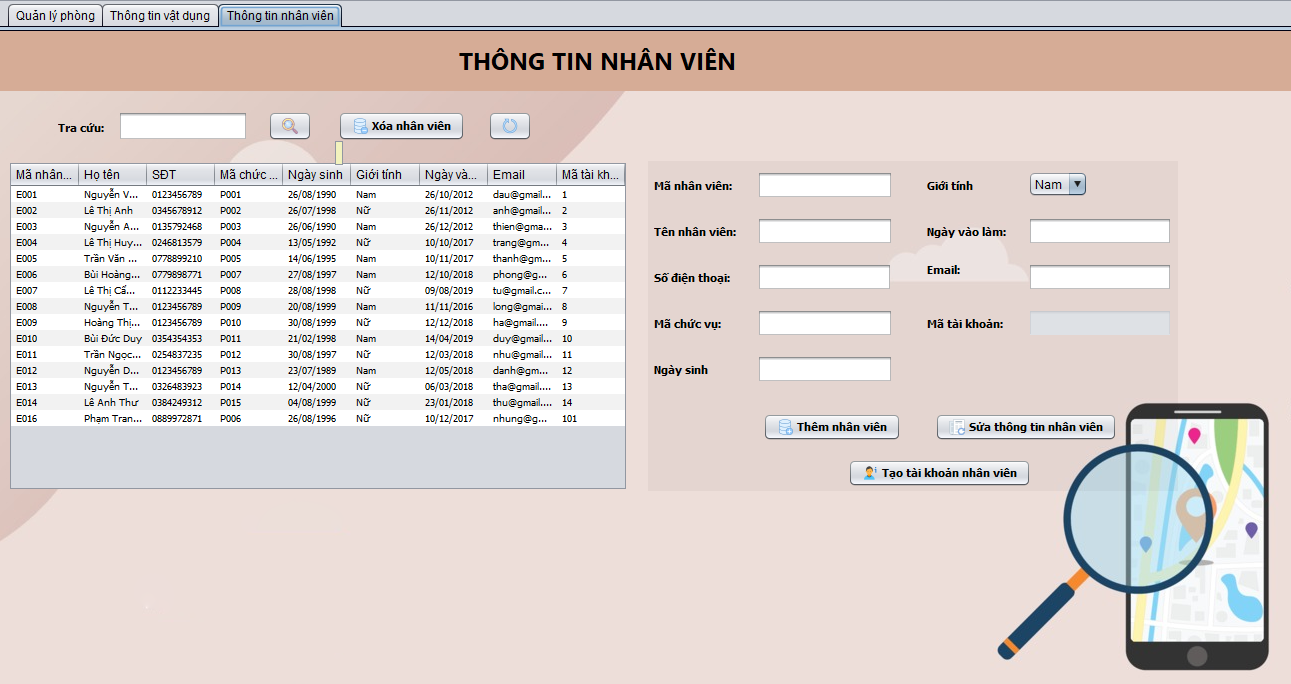 Quản lý phòng Thông tin vật dụng Thông tin nhân viên
THÔNG TIN NHÂN VIÊN
Tra cứu: Xóa nhân viên
Mã nhân... Họ tên SĐT Mã chức ... Ngày sinh Giới tính Ngày và... Email Mã tài kh...
E001 Nguyễn V... 0123456789 P001 26/08/1990 Nam 26/10/2012 dau@gmail... 1
E002 Lê Thị Anh 0345678912 P002 26/07/1998 Nữ 26/11/2012 anh@gmail... 2
E003 Nguyễn A... 0135792468 P003 26/06/1990 Nam 26/12/2012 thien@gma... 3
E004 Lê Thị Huy... 0246813579 P004 13/05/1992 Nữ 10/10/2017 trang@gm... 4
E005 Trần Văn ... 0778899210 P005 14/06/1995 Nam 10/11/2017 thanh@gm... 5
E006 Bùi Hoàng... 0779898771 P007 27/08/1997 Nam 12/10/2018 phong@g... 6
E007 Lê Thị Cẩ... 0112233445 P008 28/08/1998 Nữ 09/08/2019 tu@gmail.c... 7
E008 Nguyễn T... 0123456789 P009 20/08/1999 Nam 11/11/2016 long@gmai... 8
E009 Hoàng Thị... 0123456789 P010 30/08/1999 Nữ 12/12/2018 ha@gmail.... 9
E010 Bùi Đức Duy 0354354353 P011 21/02/1998 Nam 14/04/2019 duy@gmail... 10
E011 Trần Ngọc... 0254837235 P012 30/08/1997 Nữ 12/03/2018 nhu@gmail... 11
E012 Nguyễn D... 0123456789 P013 23/07/1989 Nam 12/05/2018 danh@gm... 12
E013 Nguyễn T... 0326483923 P014 12/04/2000 Nữ 06/03/2018 tha@gmail.... 13
E014 Lê Anh Thư 0384249312 P015 04/08/1999 Nữ 23/01/2018 thu@gmail.... 14
E016 Phạm Tran... 0889972871 P006 26/08/1996 Nữ 10/12/2017 nhung@g... 101
Mã nhân viên: Giới tính Nam
Tên nhân viên: Ngày vào làm:
Số điện thoại: Email:
Mã chức vụ: Mã tài khoản:
Ngày sinh
Thêm nhân viên Sửa thông tin nhân viên
Tạo tài khoản nhân viên